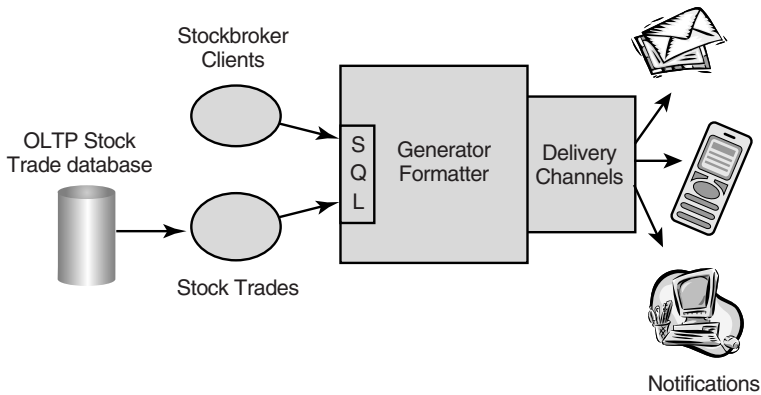 Stockbroker
Clients
OLTP Stock
Trade database
S
Q
L
Generator
Formatter
Delivery
Channels
Stock Trades
Notifications